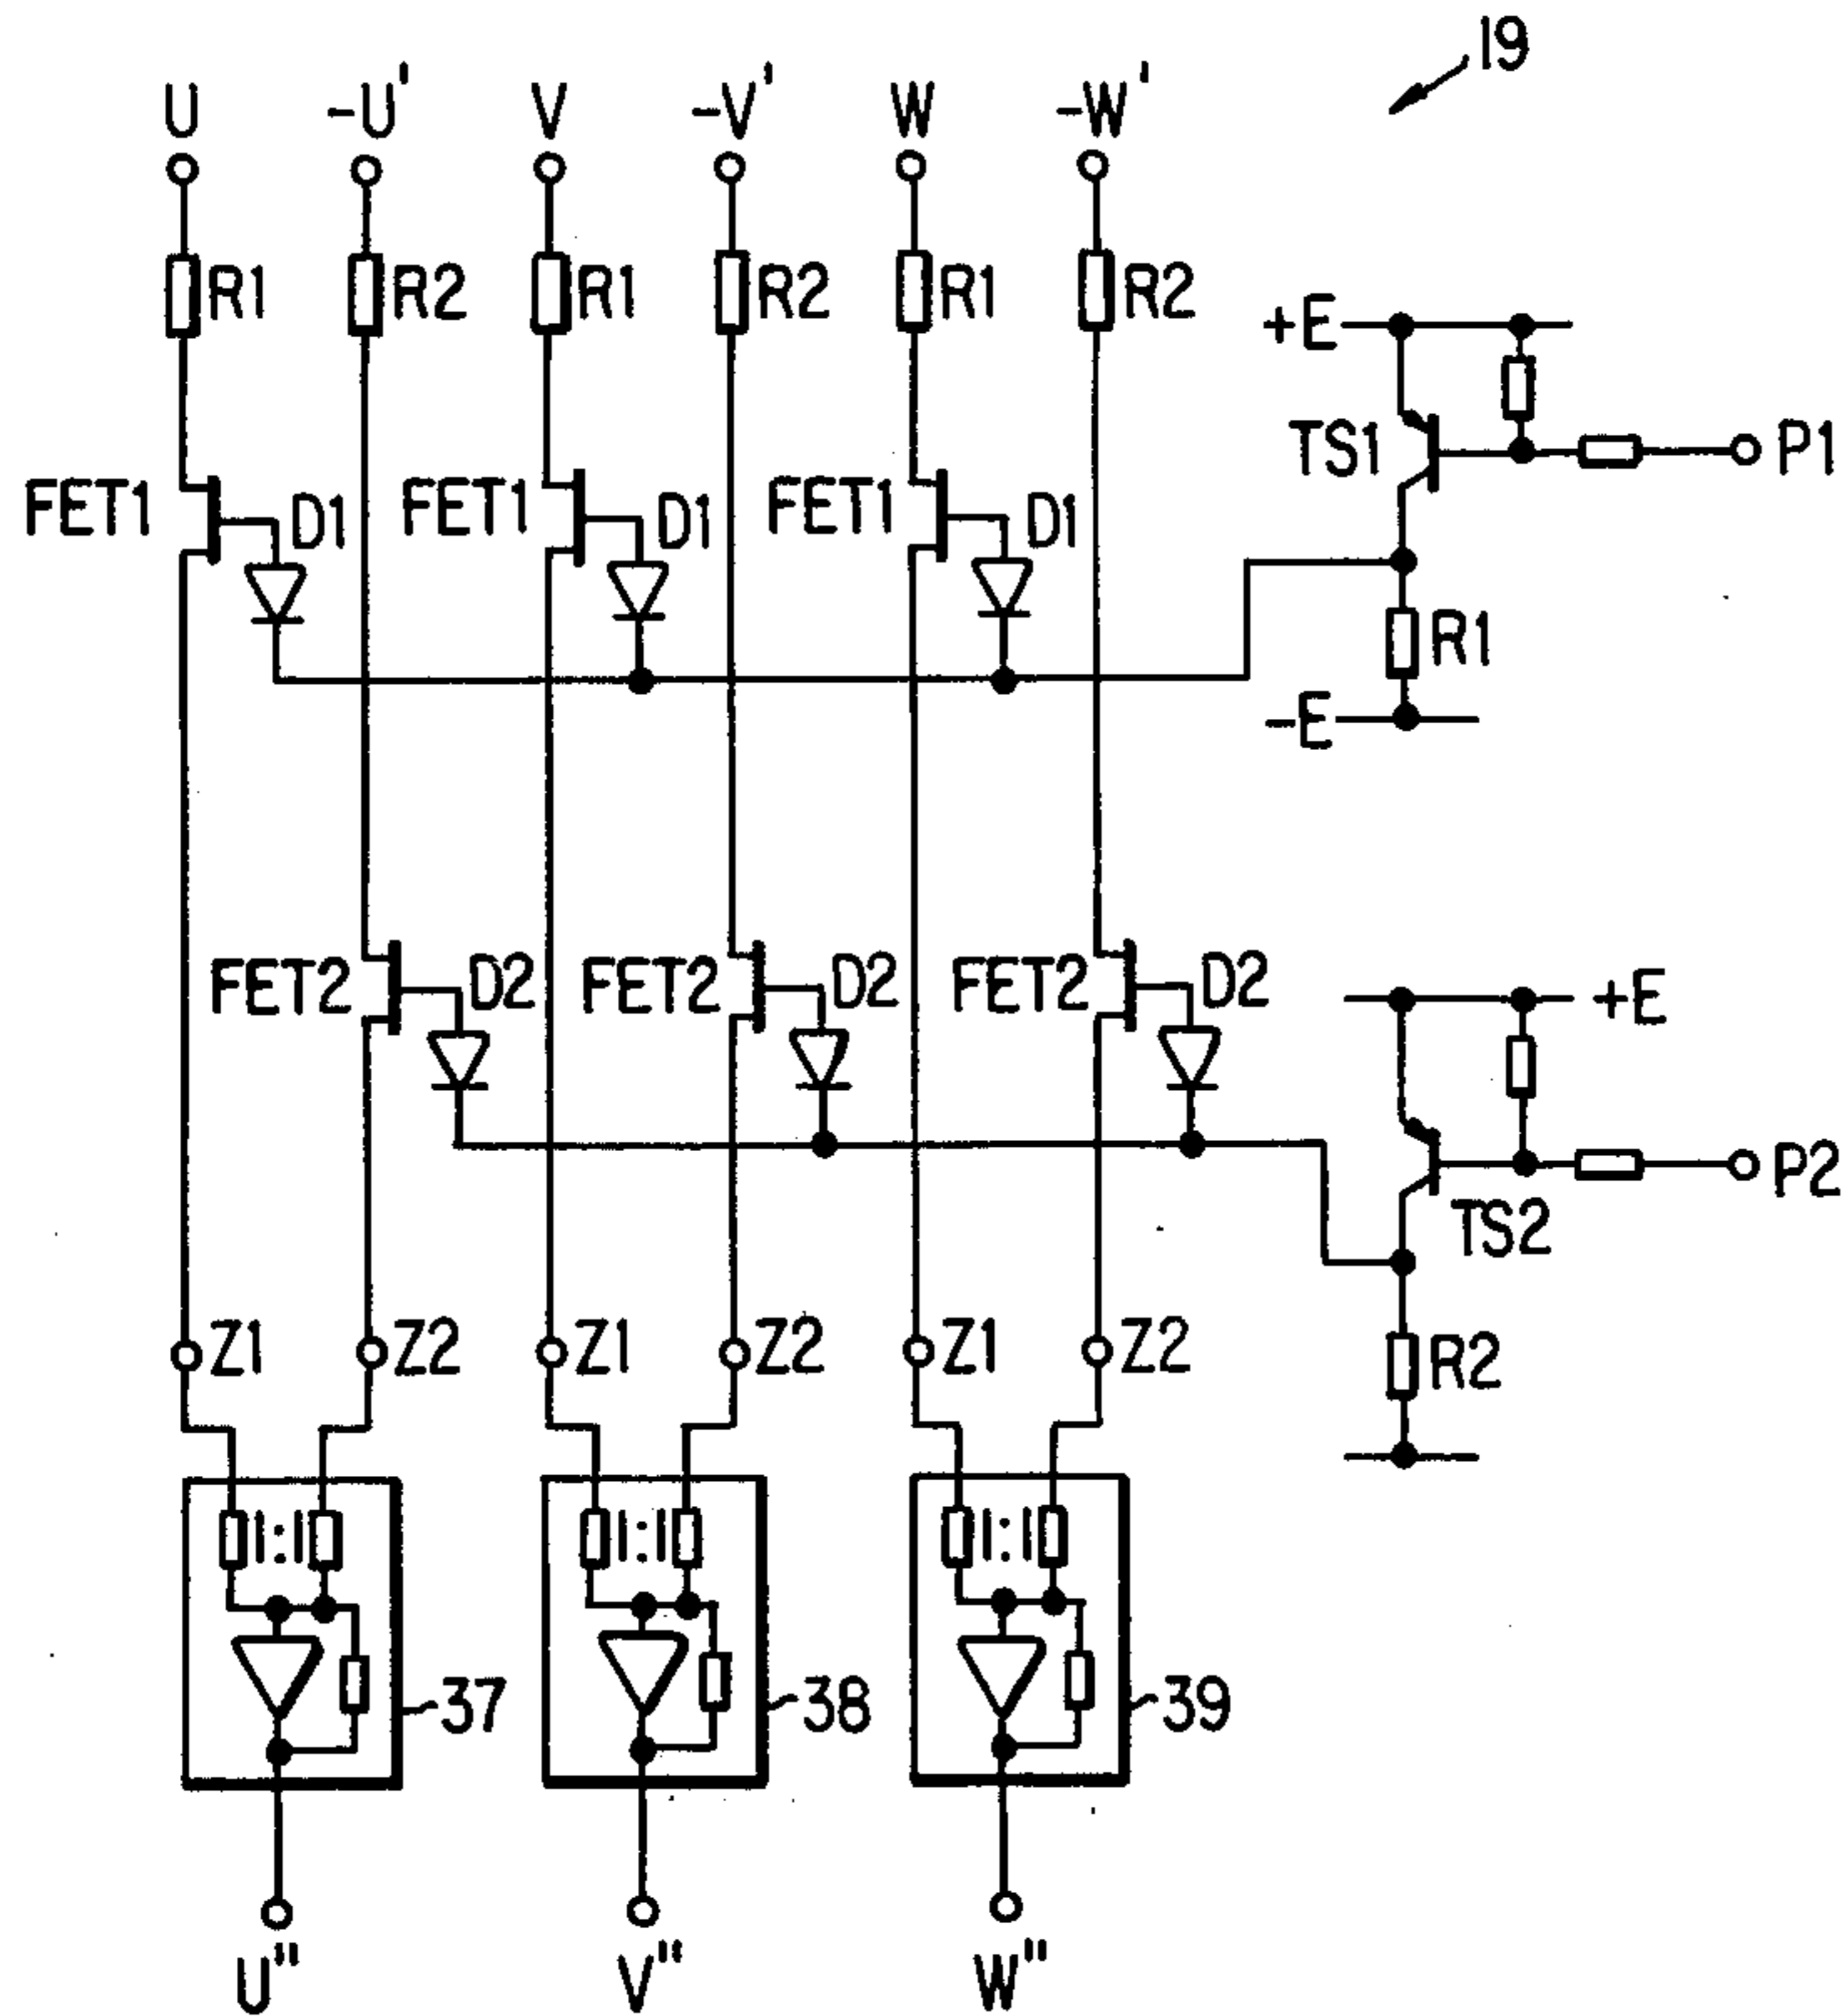 19
U -U' V -V' W -W'
R1 R2 R1 R2 R1 R2
+E
TS1 P1
FET1 D1 FET1 D1 FET1 D1
R1
-E
FET2 D2 FET2 D2 FET2 D2
+E
P2
TS2
Z1 Z2 Z1 Z2 Z1 Z2
R2
1:1 1:1 1:1
37 38 39
U" V" W"